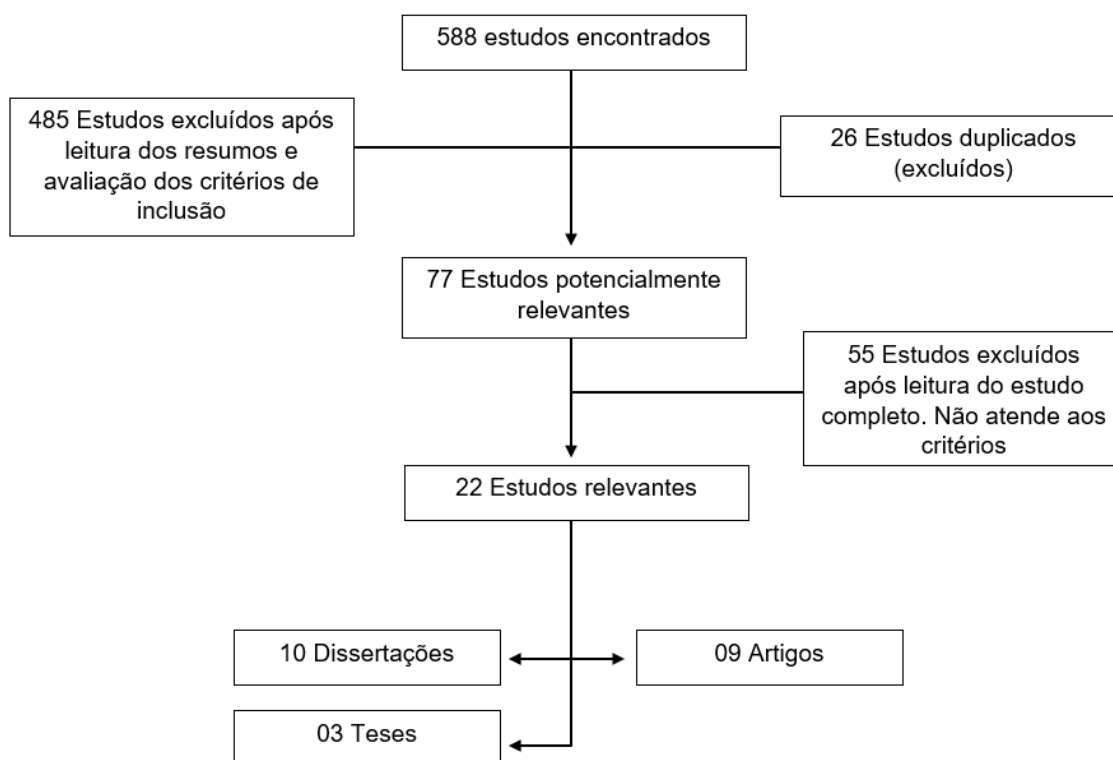 588 estudos encontrados
485 Estudos excluídos após
leitura dos resumos e
avaliação dos critérios de
inclusão
26 Estudos duplicados
(excluídos)
77 Estudos potencialmente
relevantes
55 Estudos excluídos
após leitura do estudo
completo. Não atende aos
critérios
22 Estudos relevantes
10 Dissertações
09 Artigos
03 Teses